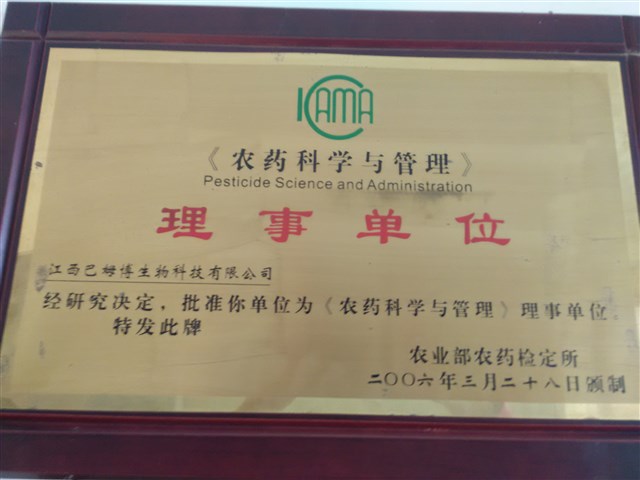 ICAMA
《农药科学与管理》
Pesticide Science and Administration
理事单位
江西巴姆博生物科技有限公司
经研究决定，批准你单位为《农药科学与管理》理事单位。
特发此牌
农业部农药检定所
二〇〇六年三月二十八日颁制